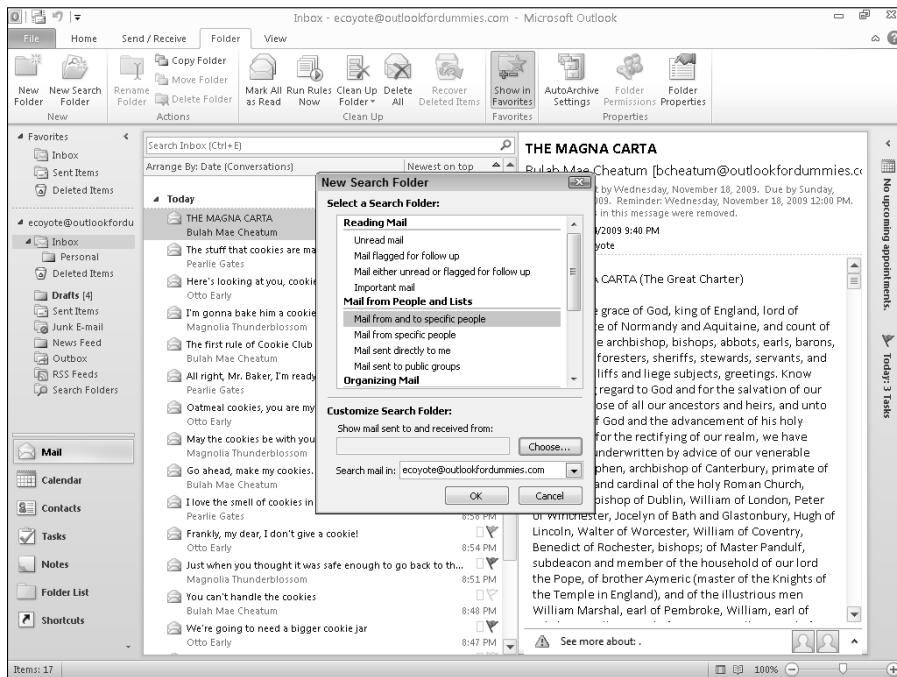 Inbox - ecoyote@outlookfordummies.com - Microsoft Outlook
File Home Send / Receive Folder View
New Folder
New Search Folder
New
Rename Folder
Copy Folder
Move Folder
Delete Folder
Actions
Mark All as Read
Run Rules Now
Clean Up Folder
Delete All
Recover Deleted Items
Clean Up
Show in Favorites
Favorites
AutoArchive Settings
Folder Permissions
Folder Properties
Properties
Favorites
Inbox
Sent Items
Deleted Items
ecoyote@outlookfordu
Inbox
Personal
Deleted Items
Drafts [4]
Sent Items
Junk E-mail
News Feed
Outbox
RSS Feeds
Search Folders
Mail
Calendar
Contacts
Tasks
Notes
Folder List
Shortcuts
Search Inbox (Ctrl+E)
Arrange By: Date (Conversations) Newest on top
Today
THE MAGNA CARTA
Bulah Mae Cheatum
The stuff that cookies are ma
Pearlie Gates
Here's looking at you, cookie
Otto Early
I'm gonna bake him a cookie
Magnolia Thunderblossom
The first rule of Cookie Club
Bulah Mae Cheatum
All right, Mr. Baker, I'm ready
Pearlie Gates
Oatmeal cookies, you are my
Otto Early
May the cookies be with you
Magnolia Thunderblossom
Go ahead, make my cookies.
Bulah Mae Cheatum
I love the smell of cookies in
Pearlie Gates 8:58 PM
Frankly, my dear, I don't give a cookie!
Otto Early 8:54 PM
Just when you thought it was safe enough to go back to th...
Magnolia Thunderblossom 8:51 PM
You can't handle the cookies
Bulah Mae Cheatum 8:48 PM
We're going to need a bigger cookie jar
Otto Early 8:47 PM
New Search Folder
Select a Search Folder:
Reading Mail
Unread mail
Mail flagged for follow up
Mail either unread or flagged for follow up
Important mail
Mail from People and Lists
Mail from and to specific people
Mail from specific people
Mail sent directly to me
Mail sent to public groups
Organizing Mail
Customize Search Folder:
Show mail sent to and received from:
Choose...
Search mail in: ecoyote@outlookfordummies.com
OK Cancel
THE MAGNA CARTA
Bulah Mae Cheatum [bcheatum@outlookfordummies.cc
t by Wednesday, November 18, 2009. Due by Sunday,
009. Reminder: Wednesday, November 18, 2009 12:00 PM.
s in this message were removed.
/2009 9:40 PM
yote
CARTA (The Great Charter)
grace of God, king of England, lord of
e of Normandy and Aquitaine, and count of
e archbishop, bishops, abbots, earls, barons,
foresters, sheriffs, stewards, servants, and
liffs and liege subjects, greetings. Know
regard to God and for the salvation of our
ose of all our ancestors and heirs, and unto
f God and the advancement of his holy
for the rectifying of our realm, we have
underwritten by advice of our venerable
phen, archbishop of Canterbury, primate of
and cardinal of the holy Roman Church,
bishop of Dublin, William of London, Peter
of Winchester, Jocelyn of Bath and Glastonbury, Hugh of
Lincoln, Walter of Worcester, William of Coventry,
Benedict of Rochester, bishops; of Master Pandulf,
subdeacon and member of the household of our lord
the Pope, of brother Aymeric (master of the Knights of
the Temple in England), and of the illustrious men
William Marshal, earl of Pembroke, William, earl of
See more about: .
No upcoming appointments.
Today: 3 Tasks
Items: 17
100%